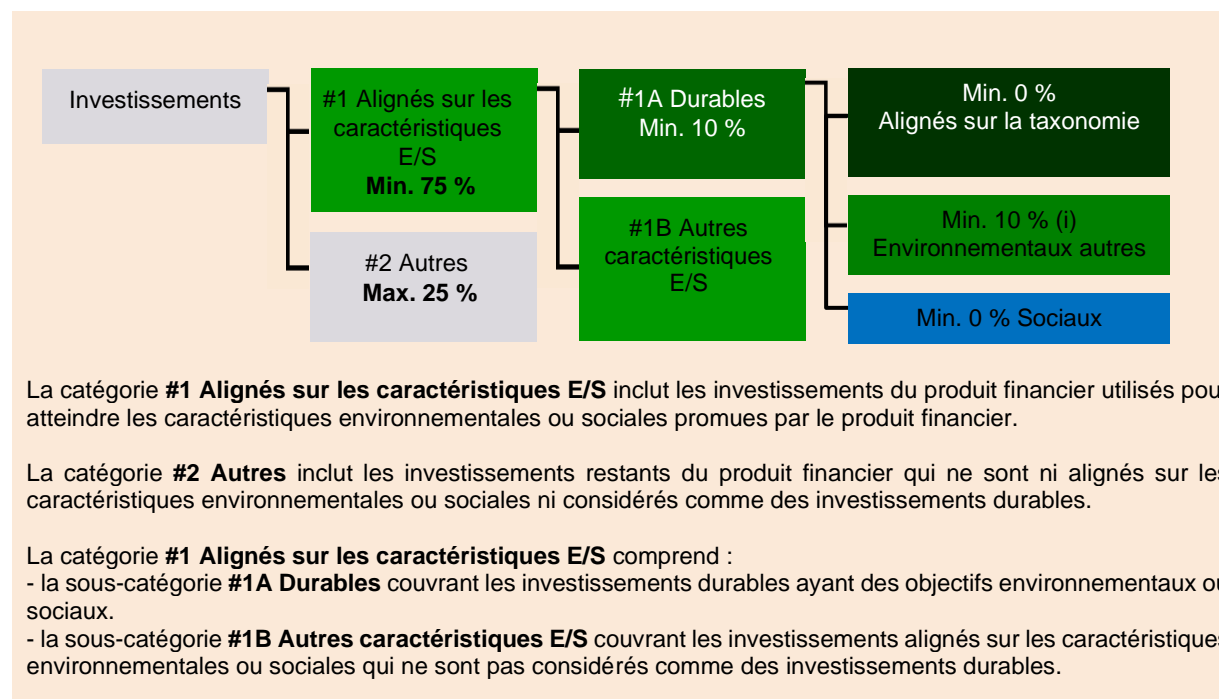 Investissements
#1 Alignés sur les
caractéristiques
E/S
Min. 75 %
#2 Autres
Max. 25 %
#1A Durables
Min. 10 %
#1B Autres
caractéristiques
E/S
Min. 0 %
Alignés sur la taxonomie
Min. 10 % (i)
Environnementaux autres
Min. 0 % Sociaux
La catégorie #1 Alignés sur les caractéristiques E/S inclut les investissements du produit financier utilisés pou
atteindre les caractéristiques environnementales ou sociales promues par le produit financier.
La catégorie #2 Autres inclut les investissements restants du produit financier qui ne sont ni alignés sur les
caractéristiques environnementales ou sociales ni considérés comme des investissements durables.
La catégorie #1 Alignés sur les caractéristiques E/S comprend :
- la sous-catégorie #1A Durables couvrant les investissements durables ayant des objectifs environnementaux ou
sociaux.
- la sous-catégorie #1B Autres caractéristiques E/S couvrant les investissements alignés sur les caractéristiques
environnementales ou sociales qui ne sont pas considérés comme des investissements durables.